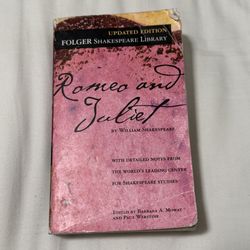 UPDATED EDITION
FOLGER SHAKESPEARE LIBRARY
Romeo and
Juliet
BY WILLIAM SHAKESPEARE
WITH DETAILED NOTES FROM
THE WORLD'S LEADING CENTER
FOR SHAKESPEARE STUDIES
EDITED BY BARBARA A. MOWAT
AND PAUL WERSTINE